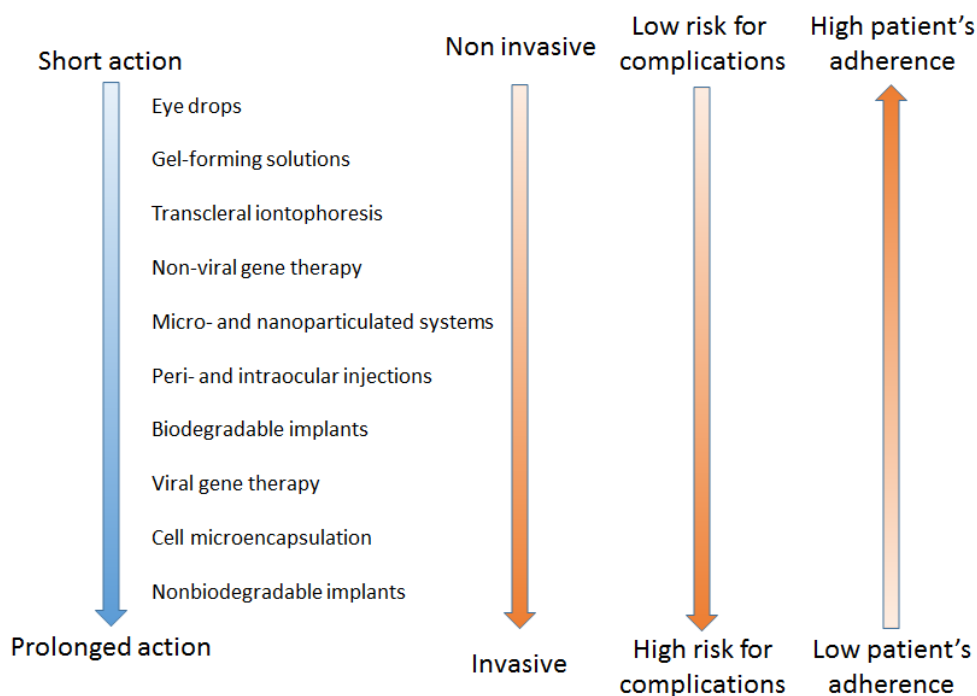 Short action
Non invasive
Low risk for
complications
High patient's
adherence
Eye drops
Gel-forming solutions
Transcleral iontophoresis
Non-viral gene therapy
Micro- and nanoparticulated systems
Peri- and intraocular injections
Biodegradable implants
Viral gene therapy
Cell microencapsulation
Nonbiodegradable implants
Prolonged action
Invasive
High risk for
complications
Low patient's
adherence